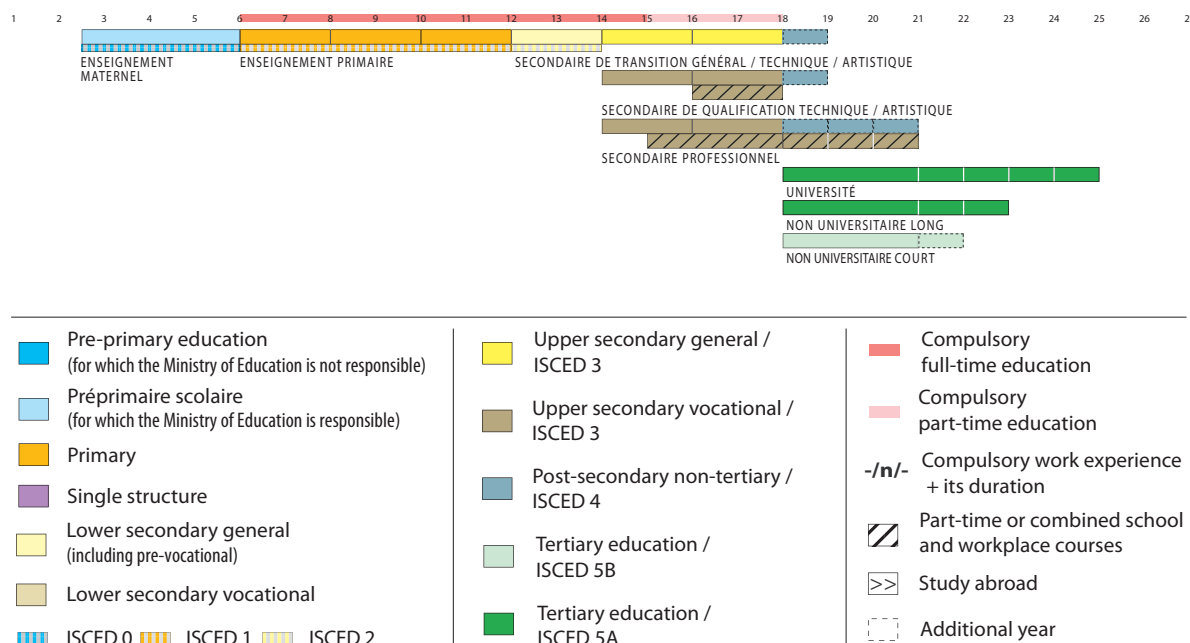 1 2 3 4 5 6 7 8 9 10 11 12 13 14 15 16 17 18 19 20 21 22 23 24 25 26 2
ENSEIGNEMENT
MATERNEL
ENSEIGNEMENT PRIMAIRE
SECONDAIRE DE TRANSITION GÉNÉRAL / TECHNIQUE / ARTISTIQUE
SECONDAIRE DE QUALIFICATION TECHNIQUE / ARTISTIQUE
SECONDAIRE PROFESSIONNEL
UNIVERSITÉ
NON UNIVERSITAIRE LONG
NON UNIVERSITAIRE COURT
Pre-primary education
(for which the Ministry of Education is not responsible)
Préprimaire scolaire
(for which the Ministry of Education is responsible)
Primary
Single structure
Lower secondary general
(including pre-vocational)
Lower secondary vocational
ISCED 0 ISCED 1 ISCED 2
Upper secondary general /
ISCED 3
Upper secondary vocational /
ISCED 3
Post-secondary non-tertiary /
ISCED 4
Tertiary education /
ISCED 5B
Tertiary education /
ISCED 5A
Compulsory
full-time education
Compulsory
part-time education
-/n/- Compulsory work experience
+ its duration
Part-time or combined school
and workplace courses
>> Study abroad
Additional year